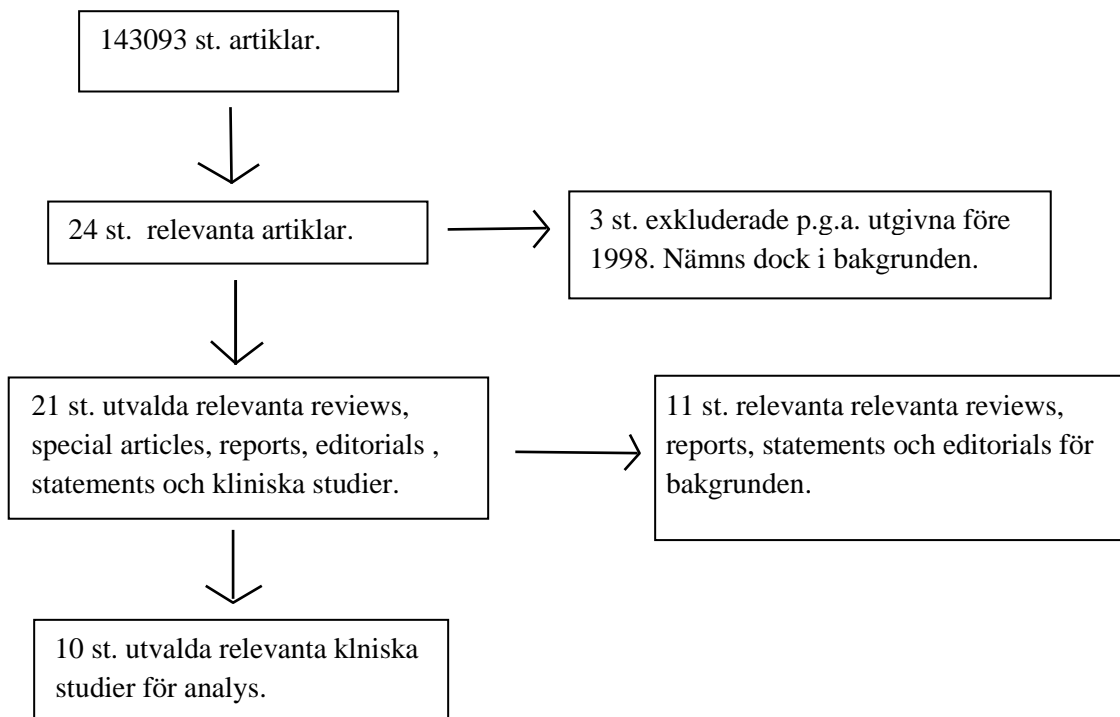 143093 st. artiklar.
24 st. relevanta artiklar.
3 st. exkluderade p.g.a. utgivna före
1998. Nämns dock i bakgrunden.
21 st. utvalda relevanta reviews,
special articles, reports, editorials ,
statements och kliniska studier.
11 st. relevanta relevanta reviews,
reports, statements och editorials för
bakgrunden.
10 st. utvalda relevanta klniska
studier för analys.